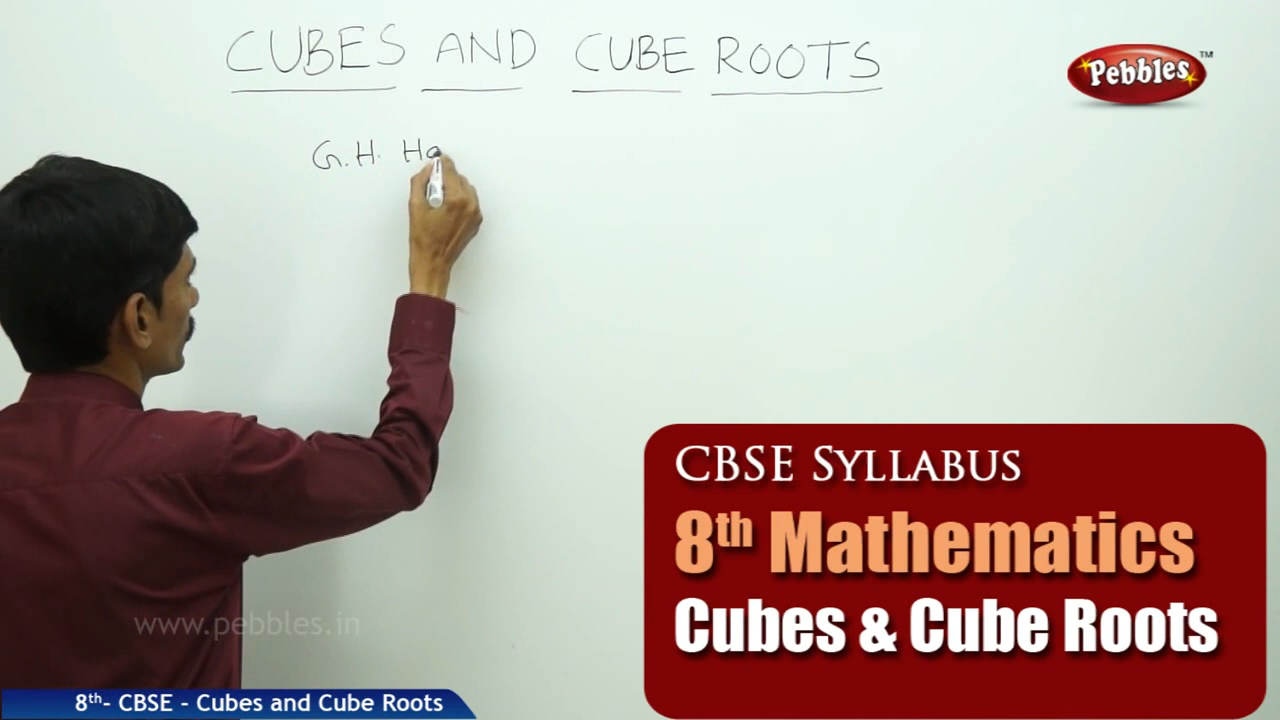 CUBES AND CUBE ROOTS
Pebbles™
G.H. Ha
CBSE SYLLABUS
8th Mathematics
Cubes & Cube Roots
www.pebbles.in
8th- CBSE - Cubes and Cube Roots